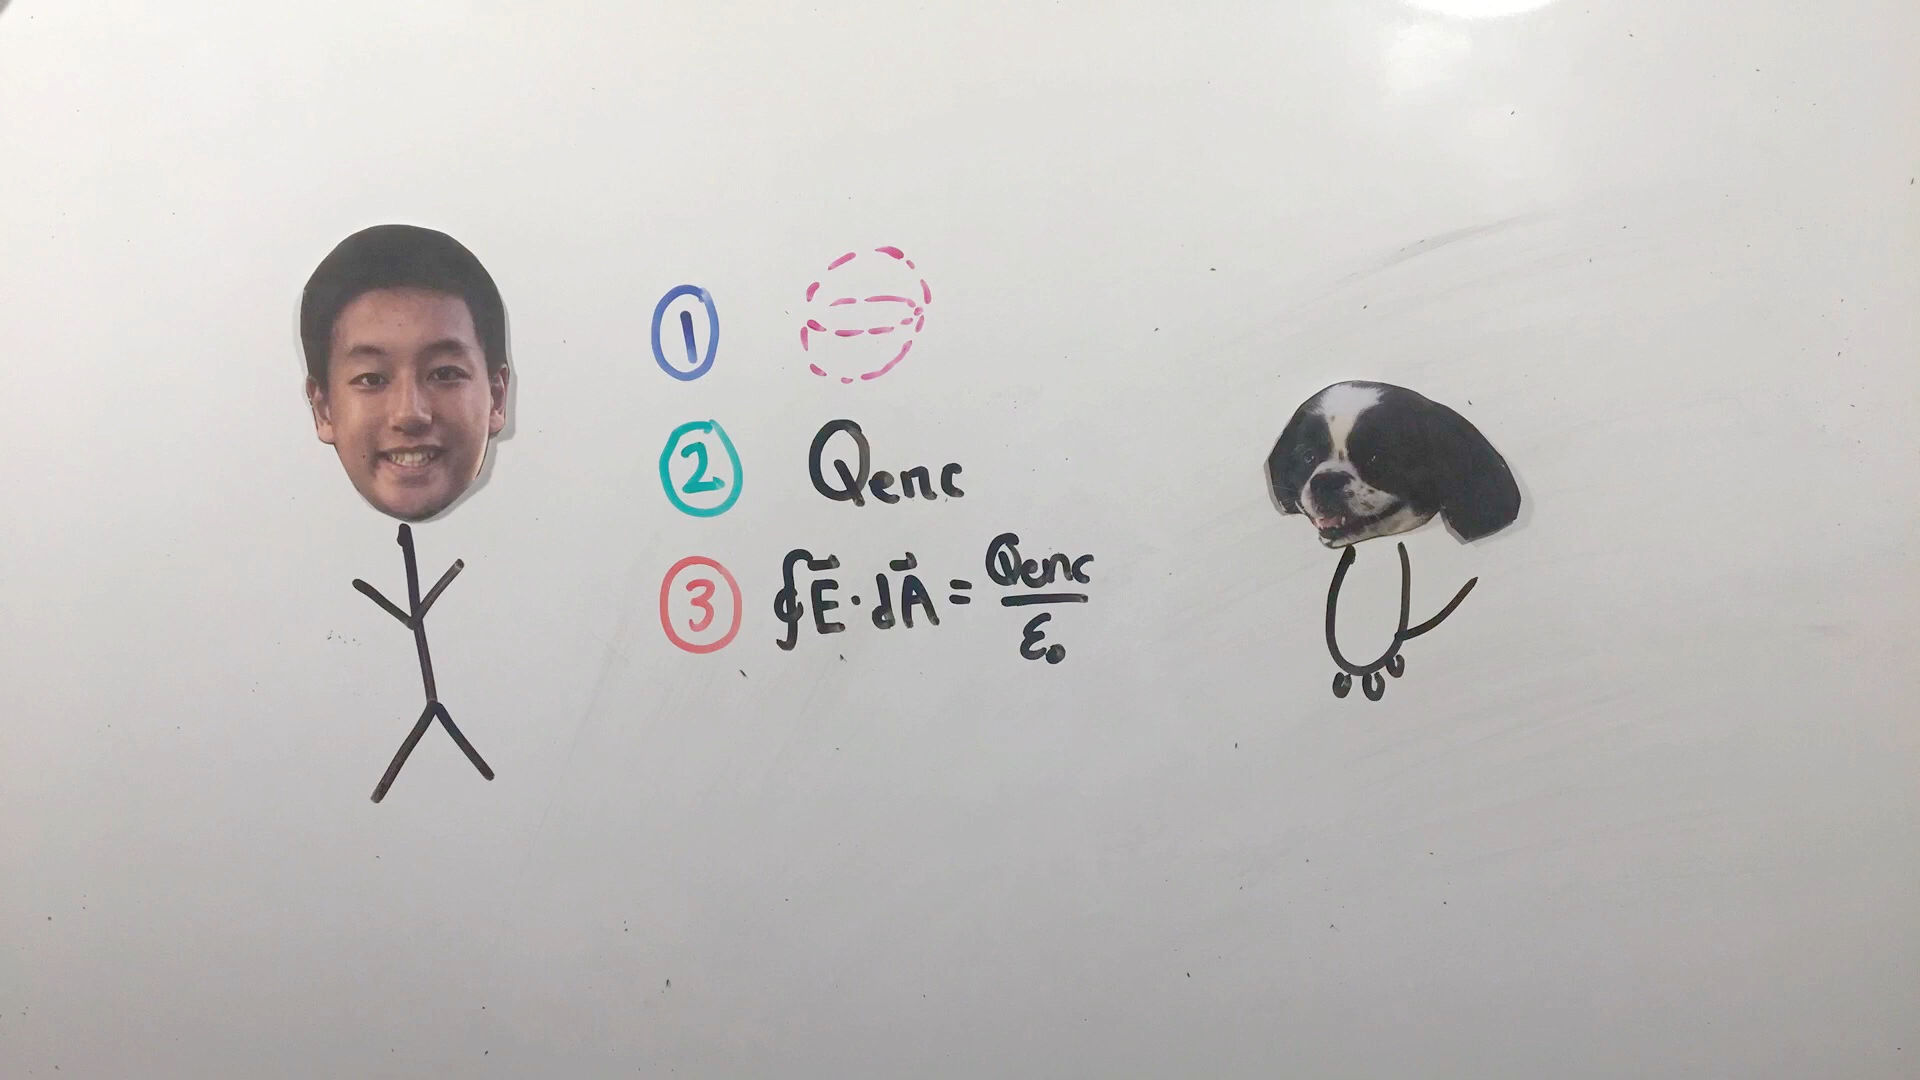 ①
② Qenc
③ ∮E⃗·dA⃗ = Qenc/ε₀